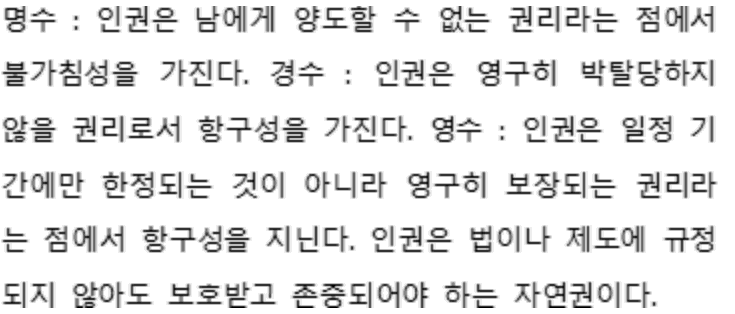 명수 : 인권은 남에게 양도할 수 없는 권리라는 점에서
불가침성을 가진다. 경수 : 인권은 영구히 박탈당하지
않을 권리로서 항구성을 가진다. 영수 : 인권은 일정 기
간에만 한정되는 것이 아니라 영구히 보장되는 권리라
는 점에서 항구성을 지닌다. 인권은 법이나 제도에 규정
되지 않아도 보호받고 존중되어야 하는 자연권이다.